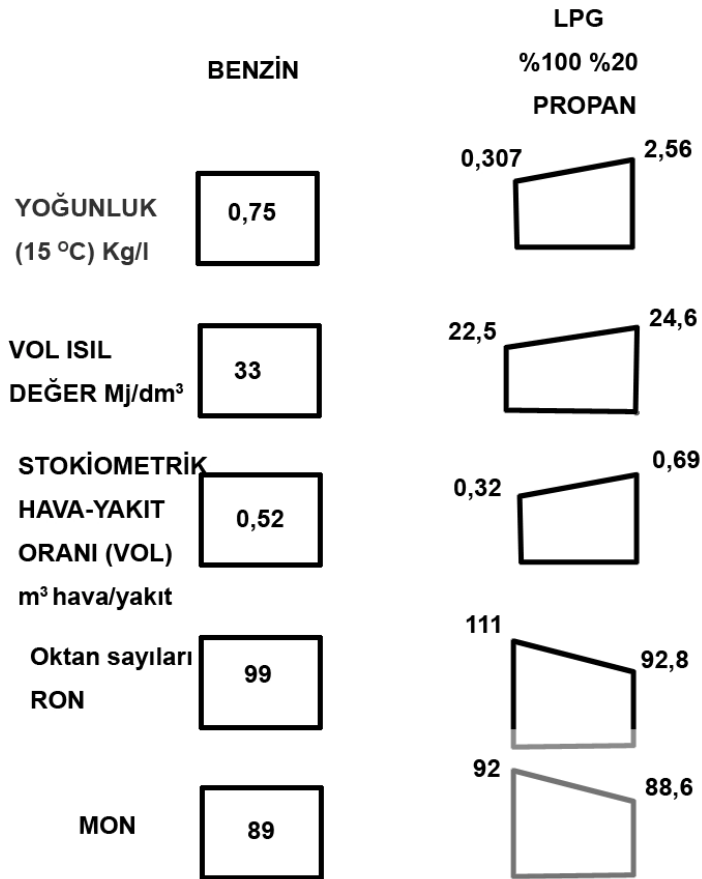 LPG
BENZİN
%100 %20
PROPAN
YOĞUNLUK
(15 ⁰C) Kg/l
0,75
0,307
2,56
VOL ISIL
DEĞER Mj/dm³
33
22,5
24,6
STOKİOMETRİK
HAVA-YAKIT
ORANI (VOL)
m³ hava/yakıt
0,52
0,32
0,69
Oktan sayıları
RON
99
111
92,8
MON
89
92
88,6